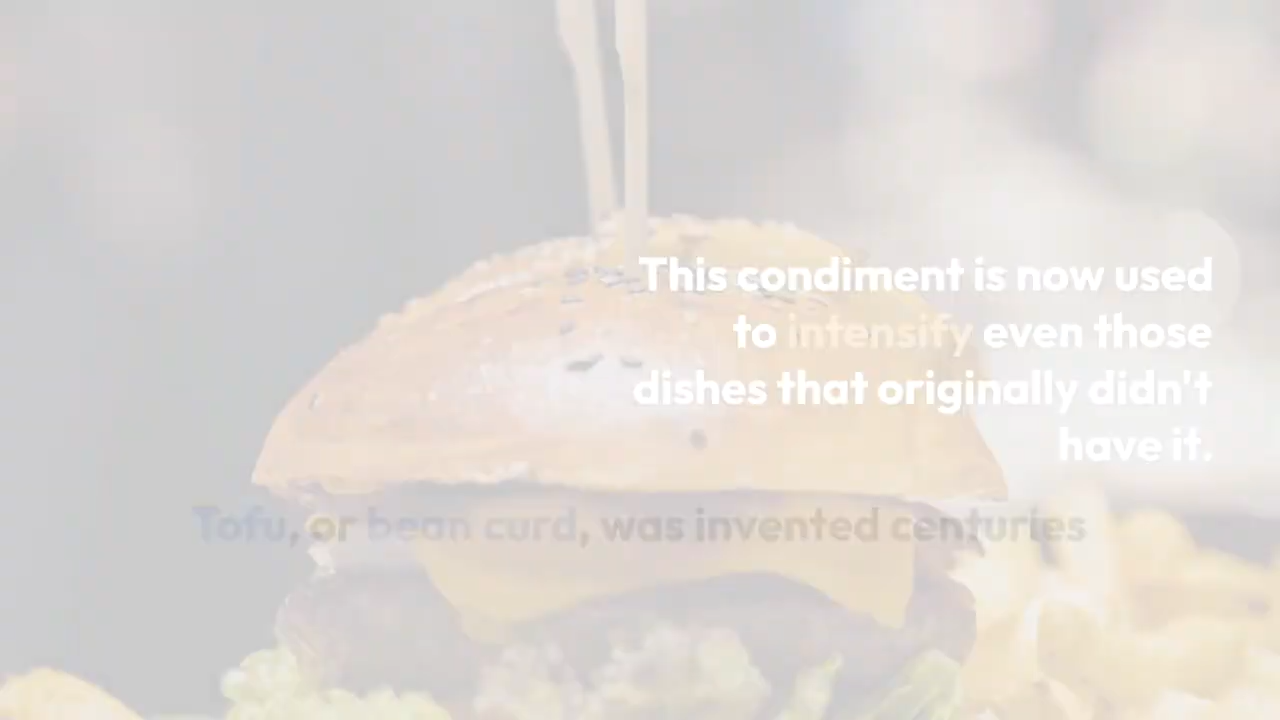 This condiment is now used
to intensify even those
dishes that originally didn't
have it.
Tofu, or bean curd, was invented centuries